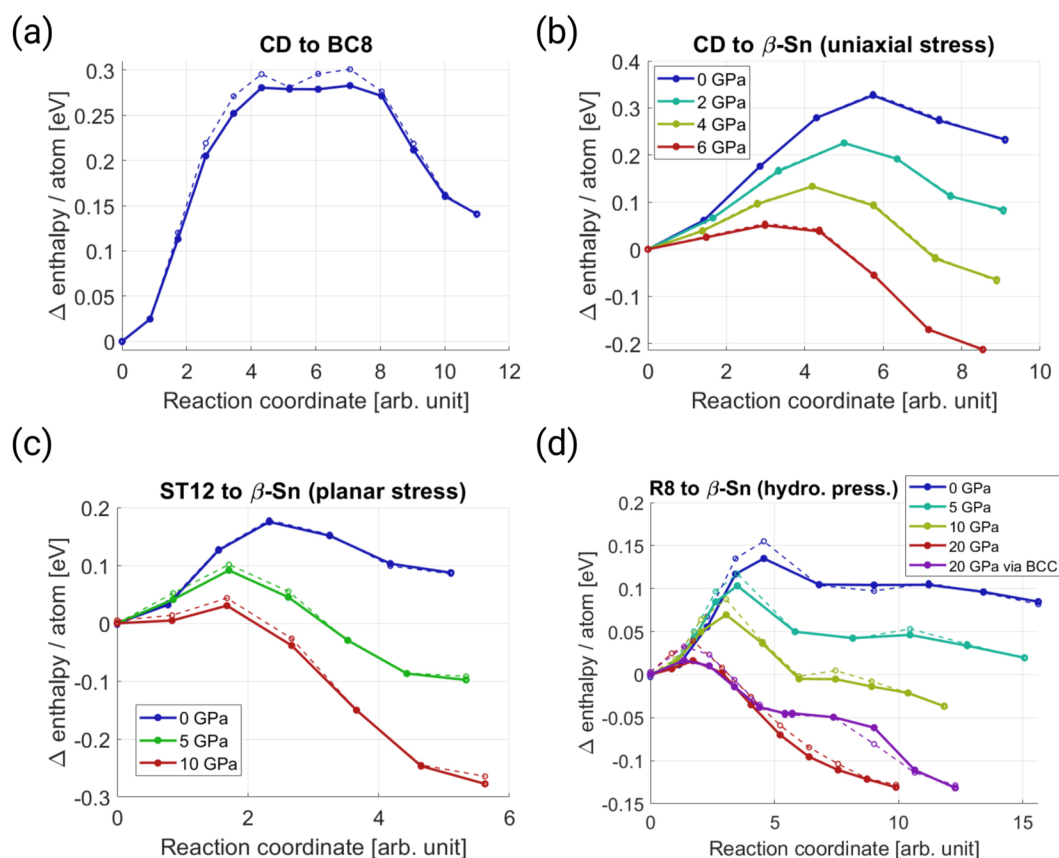 (a)
CD to BC8
Δ enthalpy / atom [eV]
0.3
0.25
0.2
0.15
0.1
0.05
0
0 2 4 6 8 10 12
Reaction coordinate [arb. unit]
(b)
CD to β-Sn (uniaxial stress)
Δ enthalpy / atom [eV]
0.4
0.3
0.2
0.1
0
-0.1
-0.2
0 GPa
2 GPa
4 GPa
6 GPa
0 2 4 6 8 10
Reaction coordinate [arb. unit]
(c)
ST12 to β-Sn (planar stress)
Δ enthalpy / atom [eV]
0.2
0.1
0
-0.1
-0.2
-0.3
0 GPa
5 GPa
10 GPa
0 2 4 6
Reaction coordinate [arb. unit]
(d)
R8 to β-Sn (hydro. press.)
Δ enthalpy / atom [eV]
0.2
0.15
0.1
0.05
0
-0.05
-0.1
-0.15
0 GPa
5 GPa
10 GPa
20 GPa
20 GPa via BCC
0 5 10 15
Reaction coordinate [arb. unit]